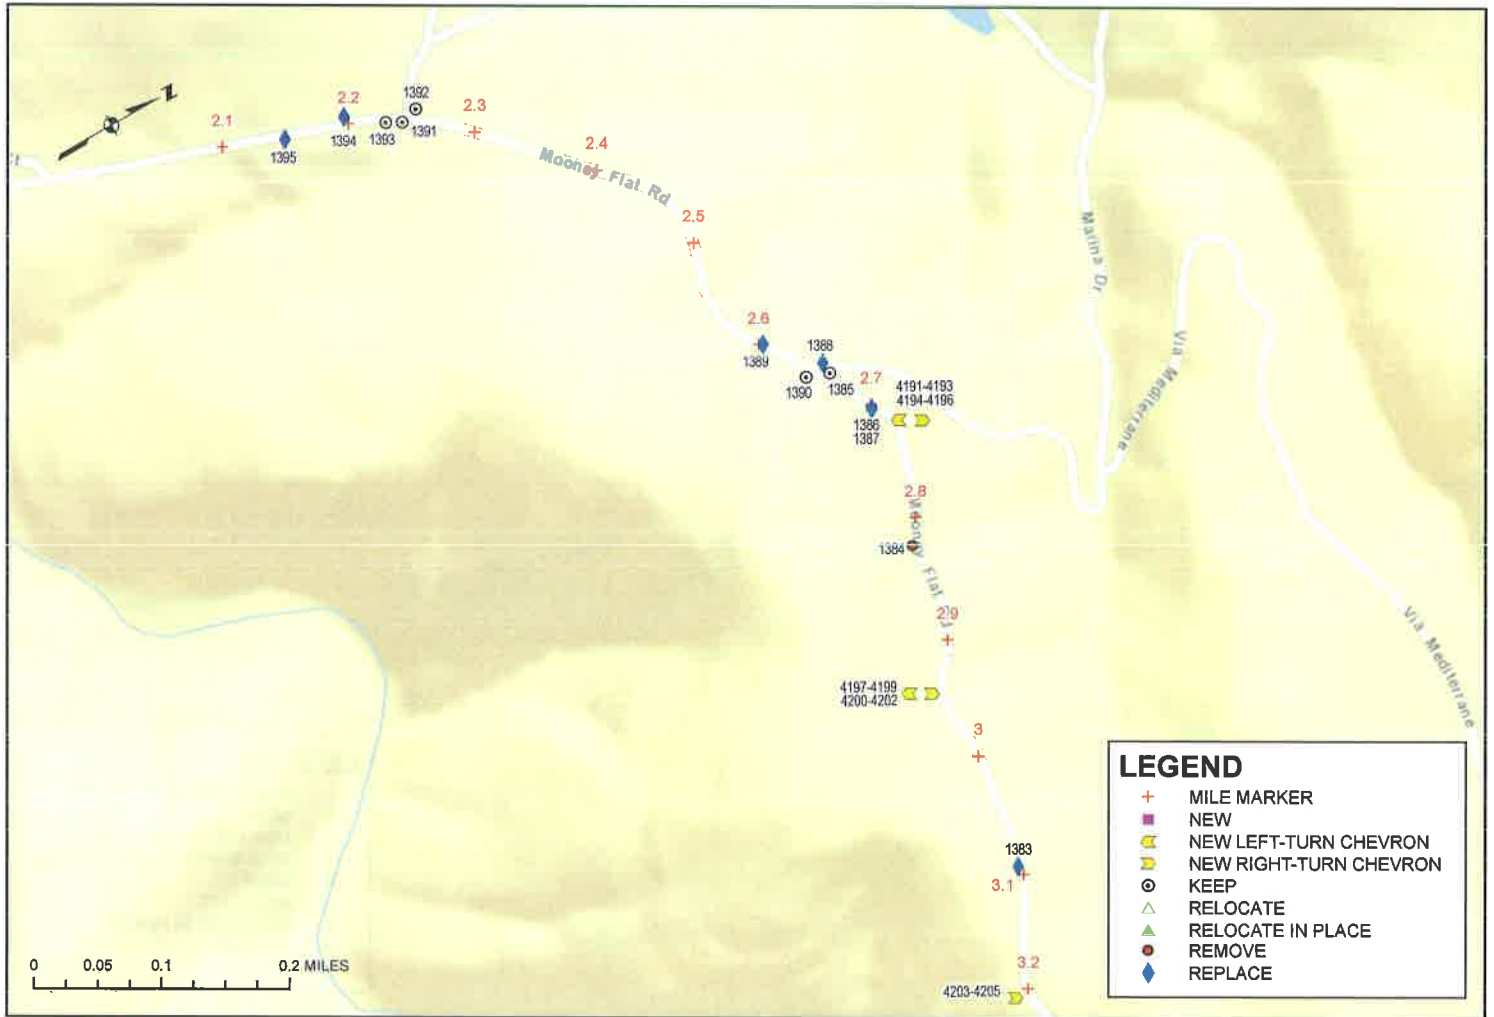 Z
2.1
1395
2.2
1394
1393
1392
1391
2.3
2.4
Mooney Flat Rd
2.5
2.6
1389
1388
1390
1385
2.7
1386
1387
4191-4193
4194-4196
Marina Dr
Via Mediterrane
2.8
1384
Mooney Flat Rd
2.9
4197-4199
4200-4202
3
Via Mediterrane
1383
3.1
3.2
4203-4205
0 0.05 0.1 0.2 MILES
LEGEND
MILE MARKER
NEW
NEW LEFT-TURN CHEVRON
NEW RIGHT-TURN CHEVRON
KEEP
RELOCATE
RELOCATE IN PLACE
REMOVE
REPLACE